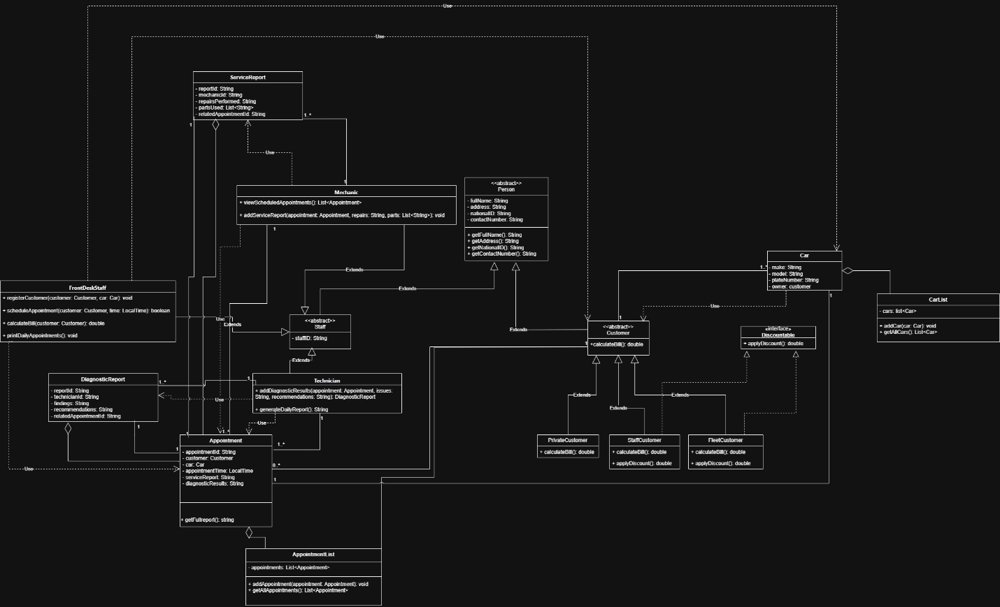 Use
Use
ServiceReport
- reportId: String
- mechanicId: String
- repairsPerformed: String
- partsUsed: List<String>
- relatedAppointmentId: String
1..*
1
Use
1
Mechanic
+ viewScheduledAppointments(): List<Appointment>
+ addServiceReport(appointment: Appointment, repairs: String, parts: List<String>): void
1
<<abstract>>
Person
- fullName: String
- address: String
- nationalID: String
- contactNumber: String
+ getFullName(): String
+ getAddress(): String
+ getNationalID(): String
+ getContactNumber(): String
Extends
Extends
Car
- make: String
- model: String
- plateNumber: String
- owner: customer
1..*
1
CarList
- cars: list<Car>
+ addCar(car: Car): void
+ getAllCars(): List<Car>
FrontDeskStaff
+ registerCustomer(customer: Customer, car: Car): void
+ scheduleAppointment(customer: Customer, time: LocalTime): boolean
+ calculateBill(customer: Customer): double
+ printDailyAppointments(): void
Use
Extends
<<abstract>>
Staff
- staffID: String
Extends
Extends
Use
1
<<abstract>>
Customer
+calculateBill(): double
1
«interface»
Discountable
+ applyDiscount(): double
DiagnosticReport
- reportId: String
- technicianId: String
- findings: String
- recommendations: String
- relatedAppointmentId: String
1..*
1
1
Technician
+ addDiagnosticResults(appointment: Appointment, issues:
String, recommendations: String): DiagnosticReport
+ generateDailyReport(): String
Use
Use
1
1..*
Extends
Extends
Extends
PrivateCustomer
+ calculateBill(): double
StaffCustomer
+ calculateBill(): double
+ applyDiscount(): double
FleetCustomer
+ calculateBill(): double
+ applyDiscount(): double
1
1..*
1
Appointment
- appointmentId: String
- customer: Customer
- car: Car
- appointmentTime: LocalTime
- serviceReport: String
- diagnosticResults: String
+ getFullreport(): string
0..*
1
Use
AppointmentList
- appointments: List<Appointment>
+ addAppointment(appointment: Appointment): void
+ getAllAppointments(): List<Appointment>